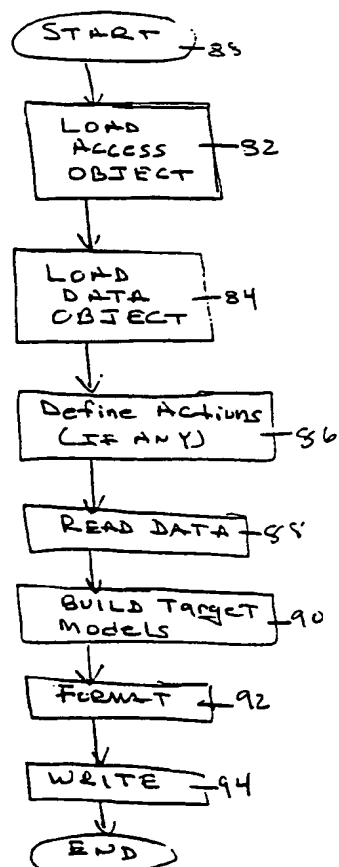 START
85
LOAD
ACCESS
OBJECT
82
LOAD
DATA
OBJECT
84
Define Actions
(IF ANY)
86
READ DATA
88
BUILD Target
Models
90
FORMAT
92
WRITE
94
END